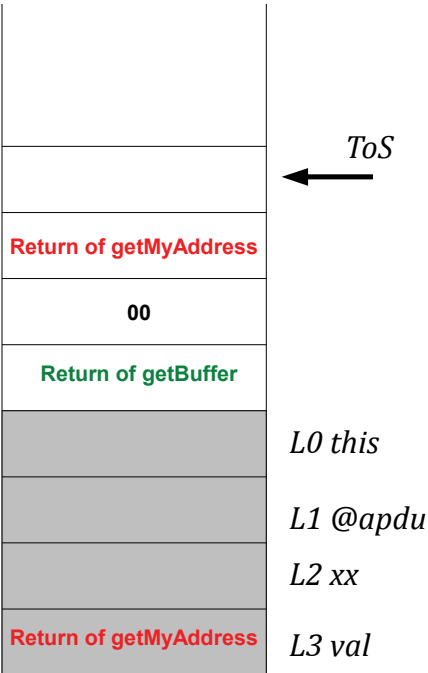 ToS
Return of getMyAddress
00
Return of getBuffer
L0 this
L1 @apdu
L2 xx
Return of getMyAddress
L3 val